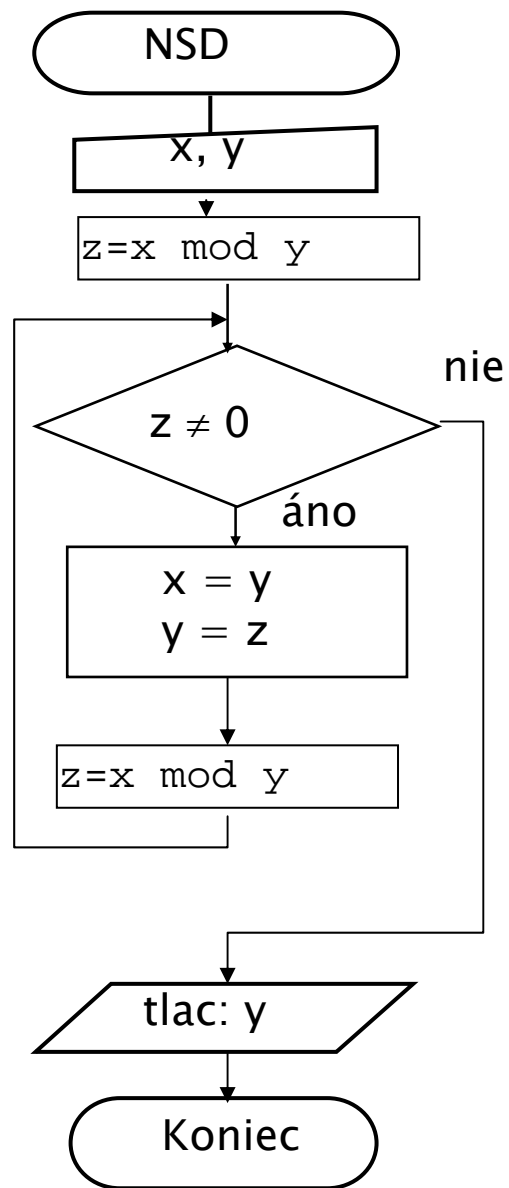 NSD
x, y
z=x mod y
nie
z ≠ 0
áno
x = y
y = z
z=x mod y
tlac: y
Koniec